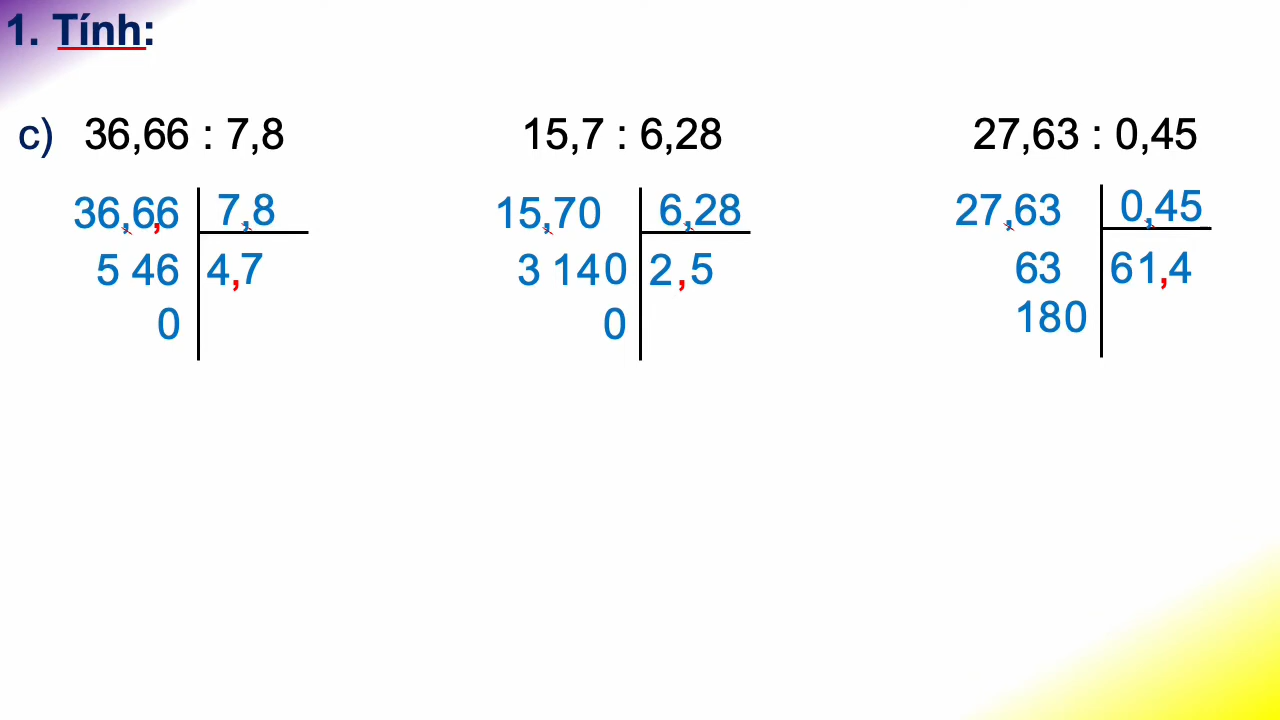 1. Tính:
c) 36,66 : 7,8 15,7 : 6,28 27,63 : 0,45
36,6,6 7,8 15,70 6,28 27,63 0,45
5 46 4,7 3 140 2,5 63 61,4
0 0 180